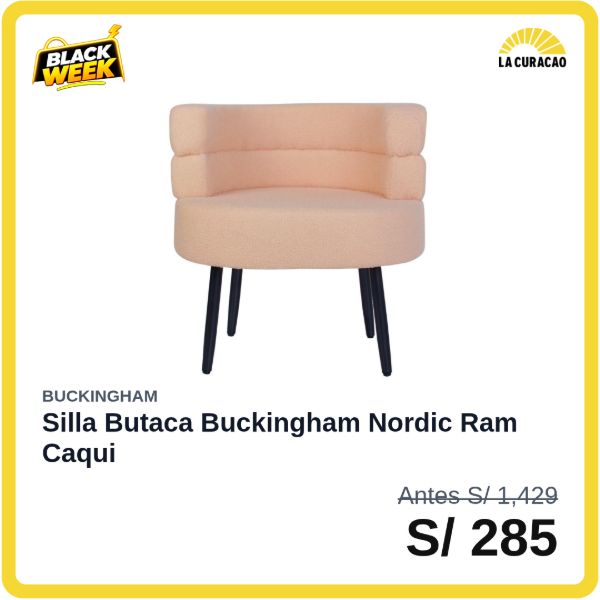 BLACK
WEEK
LA CURACAO
BUCKINGHAM
Silla Butaca Buckingham Nordic Ram
Caqui
Antes S/ 1,429
S/ 285